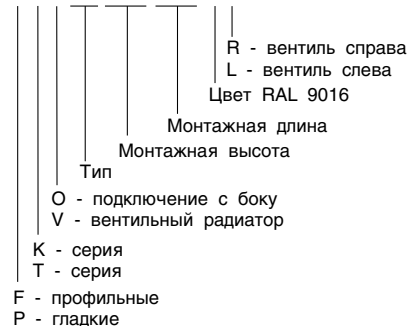 R - вентиль справа
L - вентиль слева
Цвет RAL 9016
Монтажная длина
Монтажная высота
Тип
O - подключение с боку
V - вентильный радиатор
K - серия
T - серия
F - профильные
P - гладкие